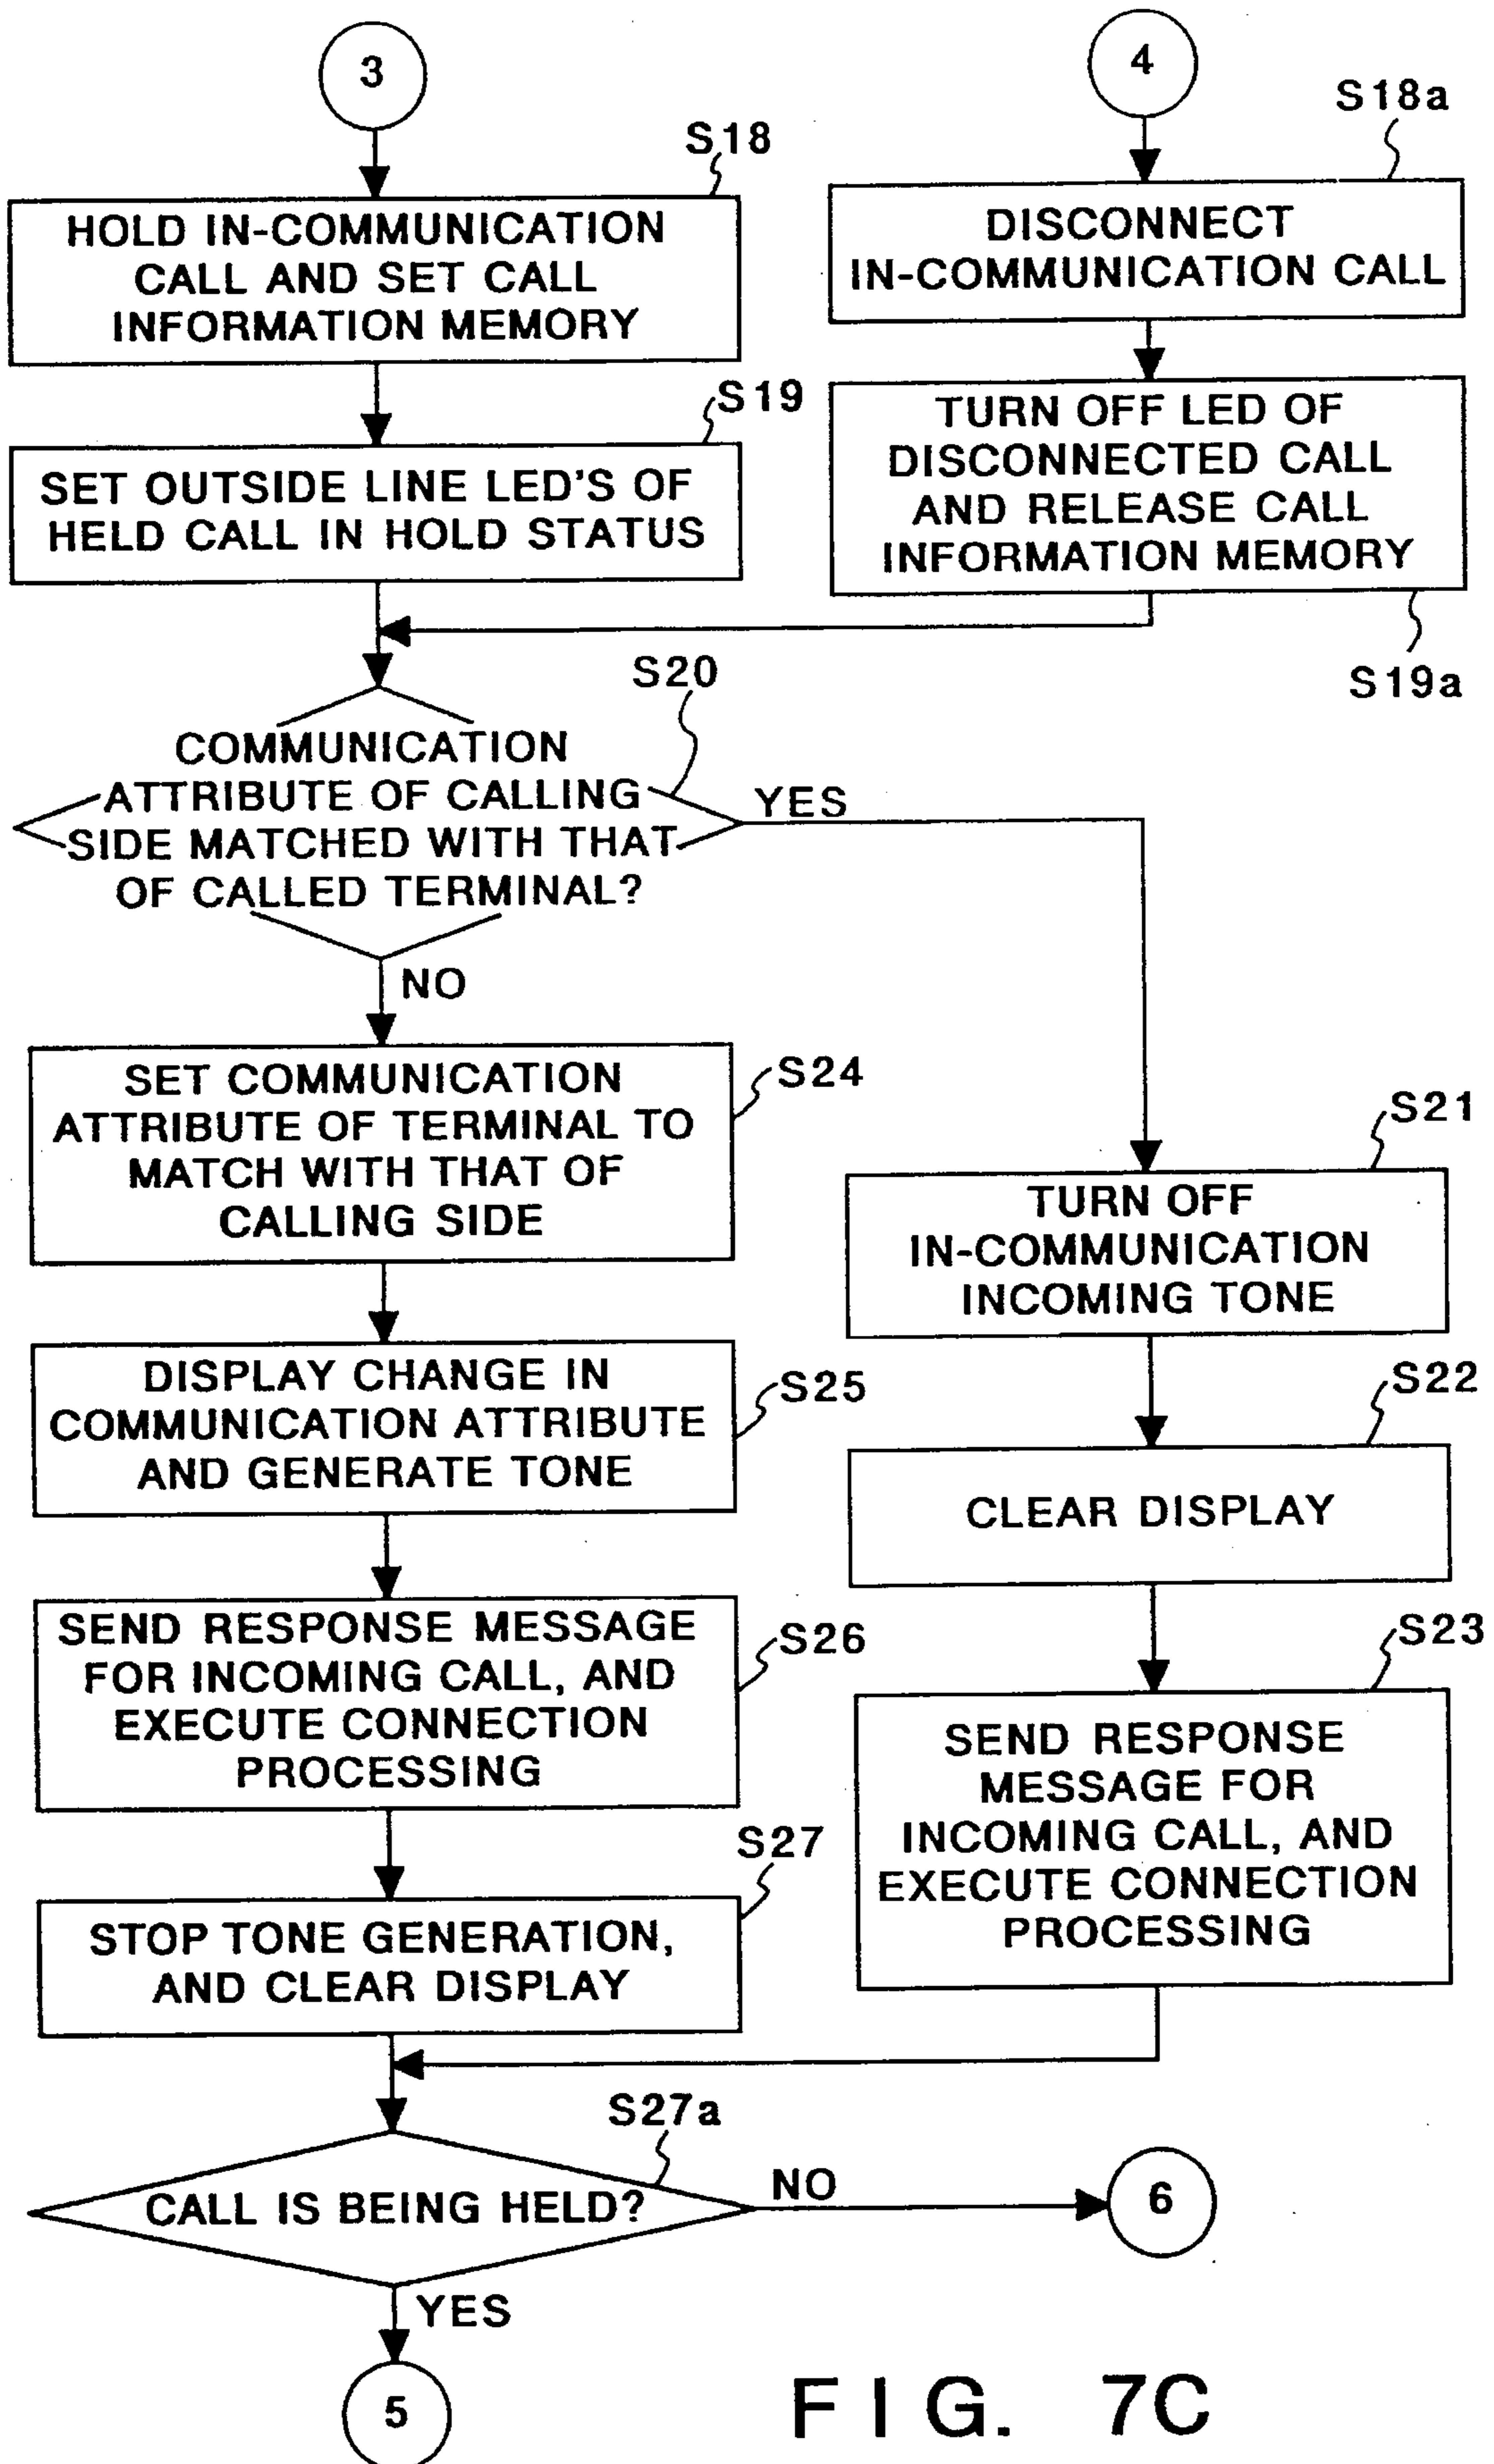 3
4
S18
S18a
HOLD IN-COMMUNICATION
CALL AND SET CALL
INFORMATION MEMORY
DISCONNECT
IN-COMMUNICATION CALL
S19
SET OUTSIDE LINE LED'S OF
HELD CALL IN HOLD STATUS
TURN OFF LED OF
DISCONNECTED CALL
AND RELEASE CALL
INFORMATION MEMORY
S19a
S20
COMMUNICATION
ATTRIBUTE OF CALLING
SIDE MATCHED WITH THAT
OF CALLED TERMINAL?
YES
NO
S24
SET COMMUNICATION
ATTRIBUTE OF TERMINAL TO
MATCH WITH THAT OF
CALLING SIDE
S21
TURN OFF
IN-COMMUNICATION
INCOMING TONE
S25
DISPLAY CHANGE IN
COMMUNICATION ATTRIBUTE
AND GENERATE TONE
S22
CLEAR DISPLAY
S26
SEND RESPONSE MESSAGE
FOR INCOMING CALL, AND
EXECUTE CONNECTION
PROCESSING
S23
SEND RESPONSE
MESSAGE FOR
INCOMING CALL, AND
EXECUTE CONNECTION
PROCESSING
S27
STOP TONE GENERATION,
AND CLEAR DISPLAY
S27a
CALL IS BEING HELD?
NO
6
YES
5
FIG. 7C